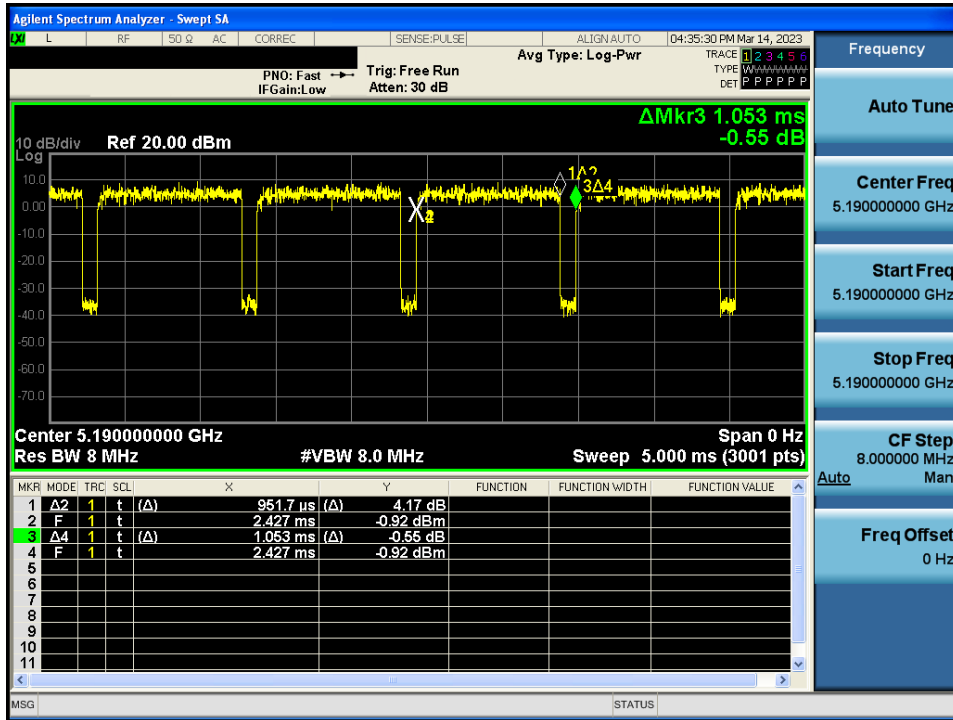 Agilent Spectrum Analyzer - Swept SA
LXI L RF 50 Ω AC CORREC SENSE:PULSE ALIGN AUTO 04:35:30 PM Mar 14, 2023
Avg Type: Log-Pwr TRACE 1 2 3 4 5 6
PNO: Fast Trig: Free Run TYPE WWWWWW
IFGain:Low Atten: 30 dB DET P P P P P P
ΔMkr3 1.053 ms
-0.55 dB
10 dB/div Ref 20.00 dBm
Log
10.0
0.00
-10.0
-20.0
-30.0
-40.0
-50.0
-60.0
-70.0
1Δ2
3Δ4
Center 5.190000000 GHz Span 0 Hz
Res BW 8 MHz #VBW 8.0 MHz Sweep 5.000 ms (3001 pts)
MKR MODE TRC SCL X Y FUNCTION FUNCTION WIDTH FUNCTION VALUE
1 Δ2 1 t (Δ) 951.7 µs (Δ) 4.17 dB
2 F 1 t 2.427 ms -0.92 dBm
3 Δ4 1 t (Δ) 1.053 ms (Δ) -0.55 dB
4 F 1 t 2.427 ms -0.92 dBm
5
6
7
8
9
10
11
MSG STATUS
Frequency
Auto Tune
Center Freq
5.190000000 GHz
Start Freq
5.190000000 GHz
Stop Freq
5.190000000 GHz
CF Step
8.000000 MHz
Auto Man
Freq Offset
0 Hz